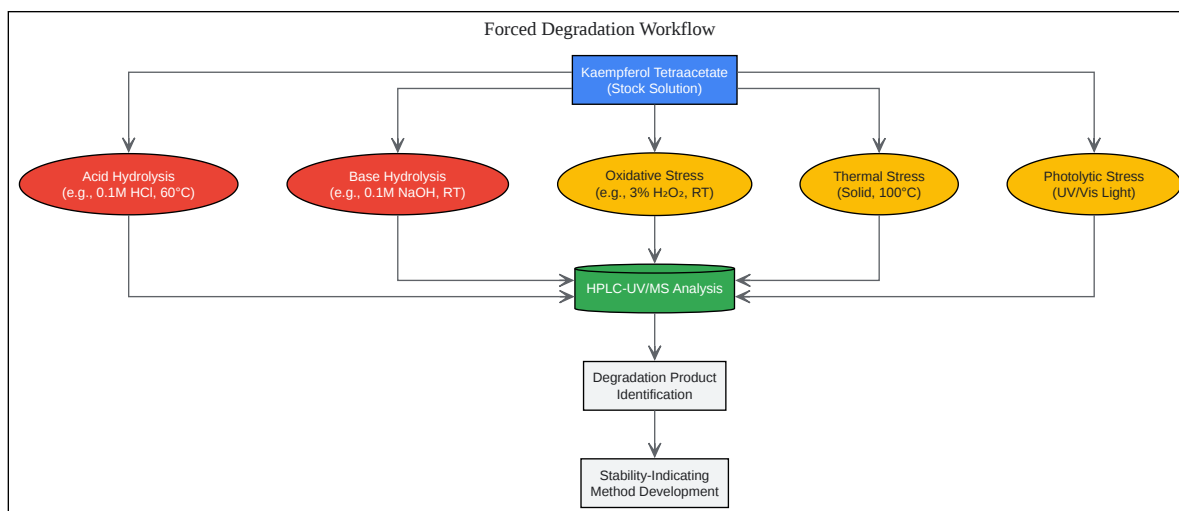 Forced Degradation Workflow
Kaempferol Tetraacetate
(Stock Solution)
Acid Hydrolysis
(e.g., 0.1M HCl, 60°C)
Base Hydrolysis
(e.g., 0.1M NaOH, RT)
Oxidative Stress
(e.g., 3% H₂O₂, RT)
Thermal Stress
(Solid, 100°C)
Photolytic Stress
(UV/Vis Light)
HPLC-UV/MS Analysis
Degradation Product
Identification
Stability-Indicating
Method Development